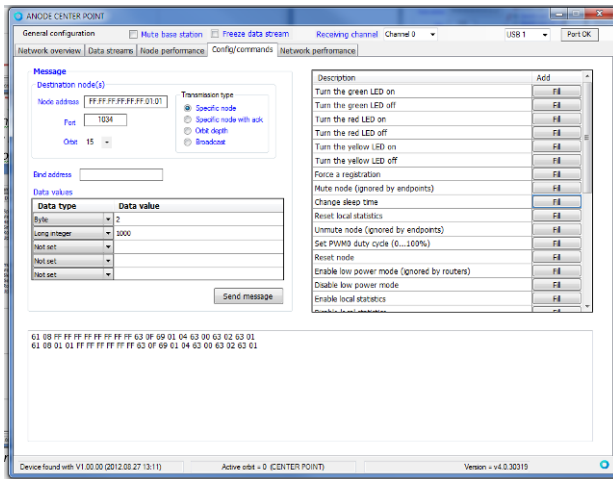 ANODE CENTER POINT
General configuration Mute base station Freeze data stream Receiving channel Channel 0 USB 1 Port OK
Network overview Data streams Node performance Config/commands Network perfromance
Message
Destination node(s)
Node address FF.FF.FF.FF.FF.FF.01.01
Port 1034
Orbit 15
Transmission type
Specific node
Specific node with ack
Orbit depth
Broadcast
Bind address
Data values
Data type Data value
Byte 2
Long integer 1000
Not set
Not set
Not set
Send message
Description Add
Turn the green LED on Fill
Turn the green LED off Fill
Turn the red LED on Fill
Turn the red LED off Fill
Turn the yellow LED on Fill
Turn the yellow LED off Fill
Force a registration Fill
Mute node (ignored by endpoints) Fill
Change sleep time Fill
Reset local statistics Fill
Unmute node (ignored by endpoints) Fill
Set PWM0 duty cycle (0...100%) Fill
Reset node Fill
Enable low power mode (ignored by routers) Fill
Disable low power mode Fill
Enable local statistics Fill
Disable local statistics Fill
61 08 FF FF FF FF FF FF FF FF 63 0F 69 01 04 63 00 63 02 63 01
61 08 01 01 FF FF FF FF FF FF 63 0F 69 01 04 63 00 63 02 63 01
Device found with V1.00.00 (2012.08.27 13:11) Active orbit = 0 (CENTER POINT) Version = v4.0.30319